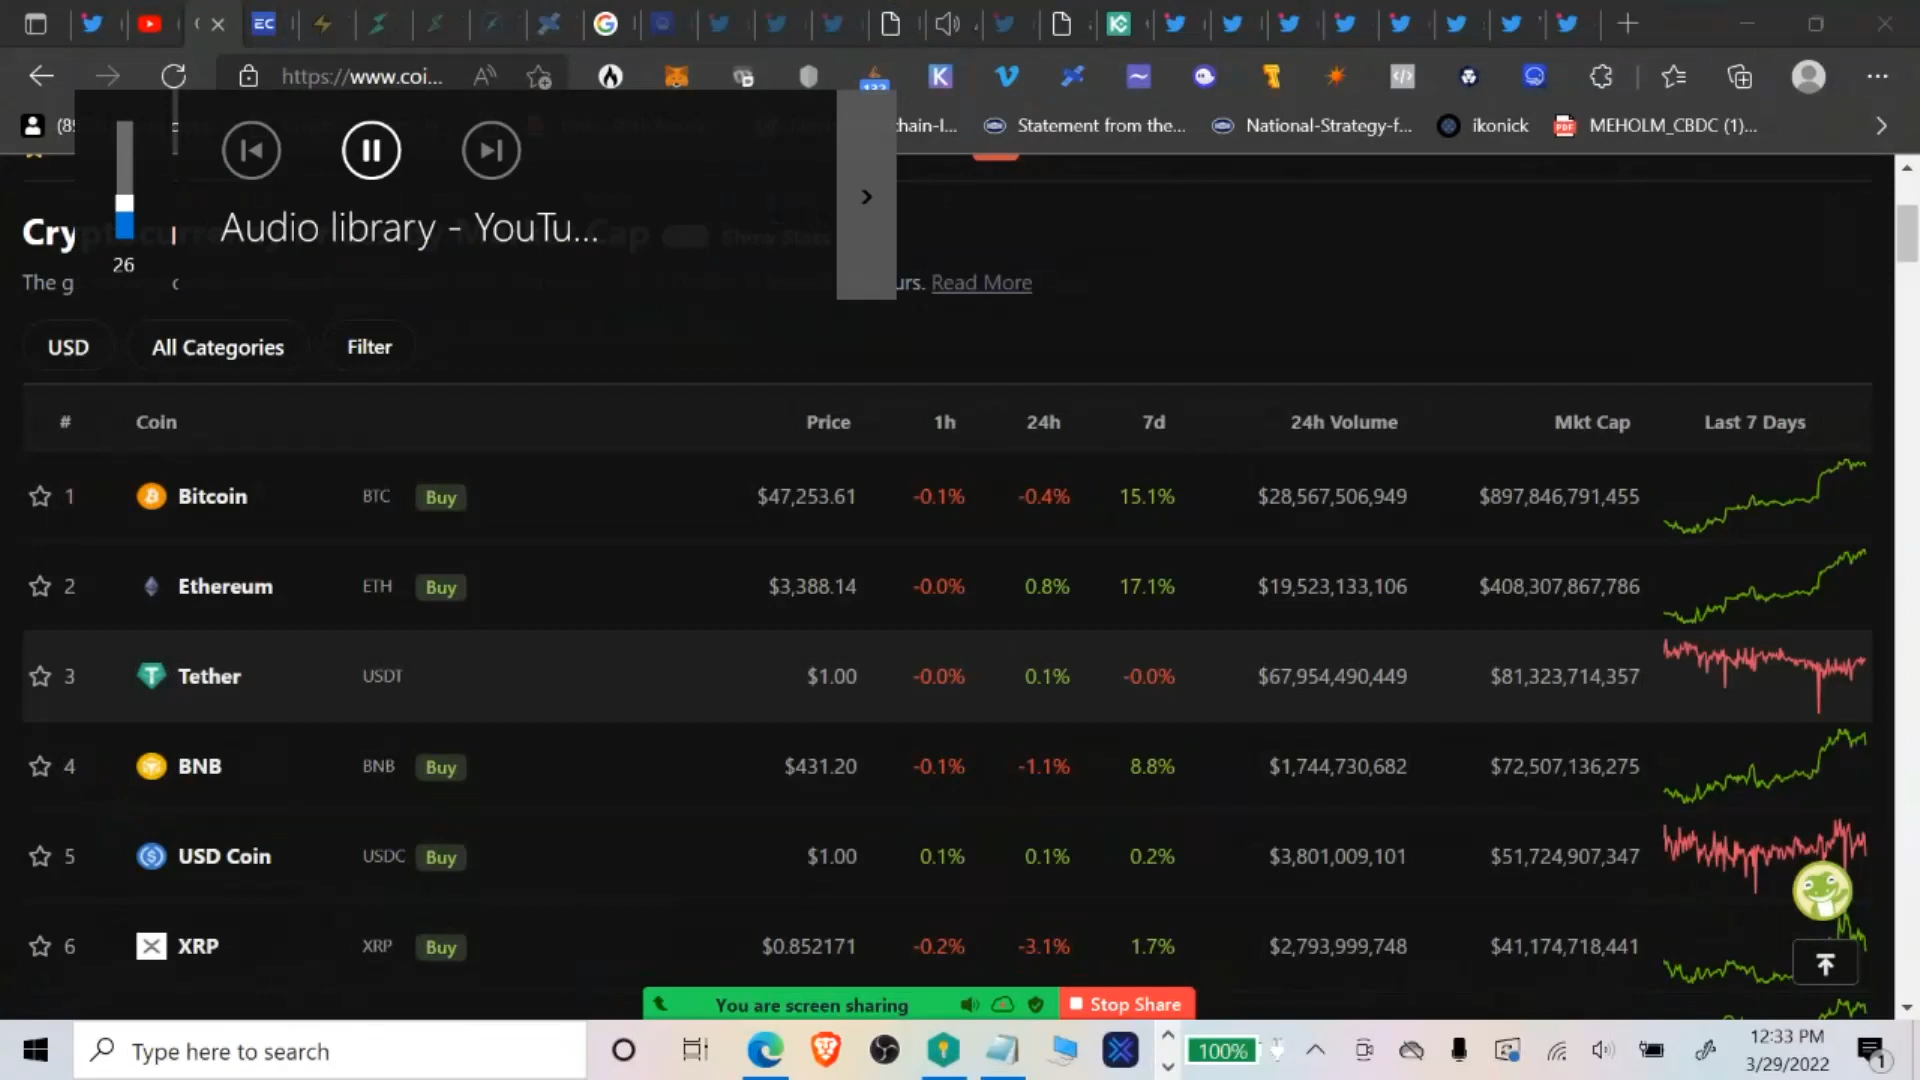 EC
https://www.coi...
(8
hain-I...
Statement from the...
National-Strategy-f...
ikonick
MEHOLM_CBDC (1)...
Audio library - YouTu...
26
Cry
Cap
The g
urs. Read More
USD
All Categories
Filter
# Coin Price 1h 24h 7d 24h Volume Mkt Cap Last 7 Days
1 Bitcoin BTC Buy $47,253.61 -0.1% -0.4% 15.1% $28,567,506,949 $897,846,791,455
2 Ethereum ETH Buy $3,388.14 -0.0% 0.8% 17.1% $19,523,133,106 $408,307,867,786
3 Tether USDT $1.00 -0.0% 0.1% -0.0% $67,954,490,449 $81,323,714,357
4 BNB BNB Buy $431.20 -0.1% -1.1% 8.8% $1,744,730,682 $72,507,136,275
5 USD Coin USDC Buy $1.00 0.1% 0.1% 0.2% $3,801,009,101 $51,724,907,347
6 XRP XRP Buy $0.852171 -0.2% -3.1% 1.7% $2,793,999,748 $41,174,718,441
You are screen sharing
Stop Share
Type here to search
100%
12:33 PM
3/29/2022
1